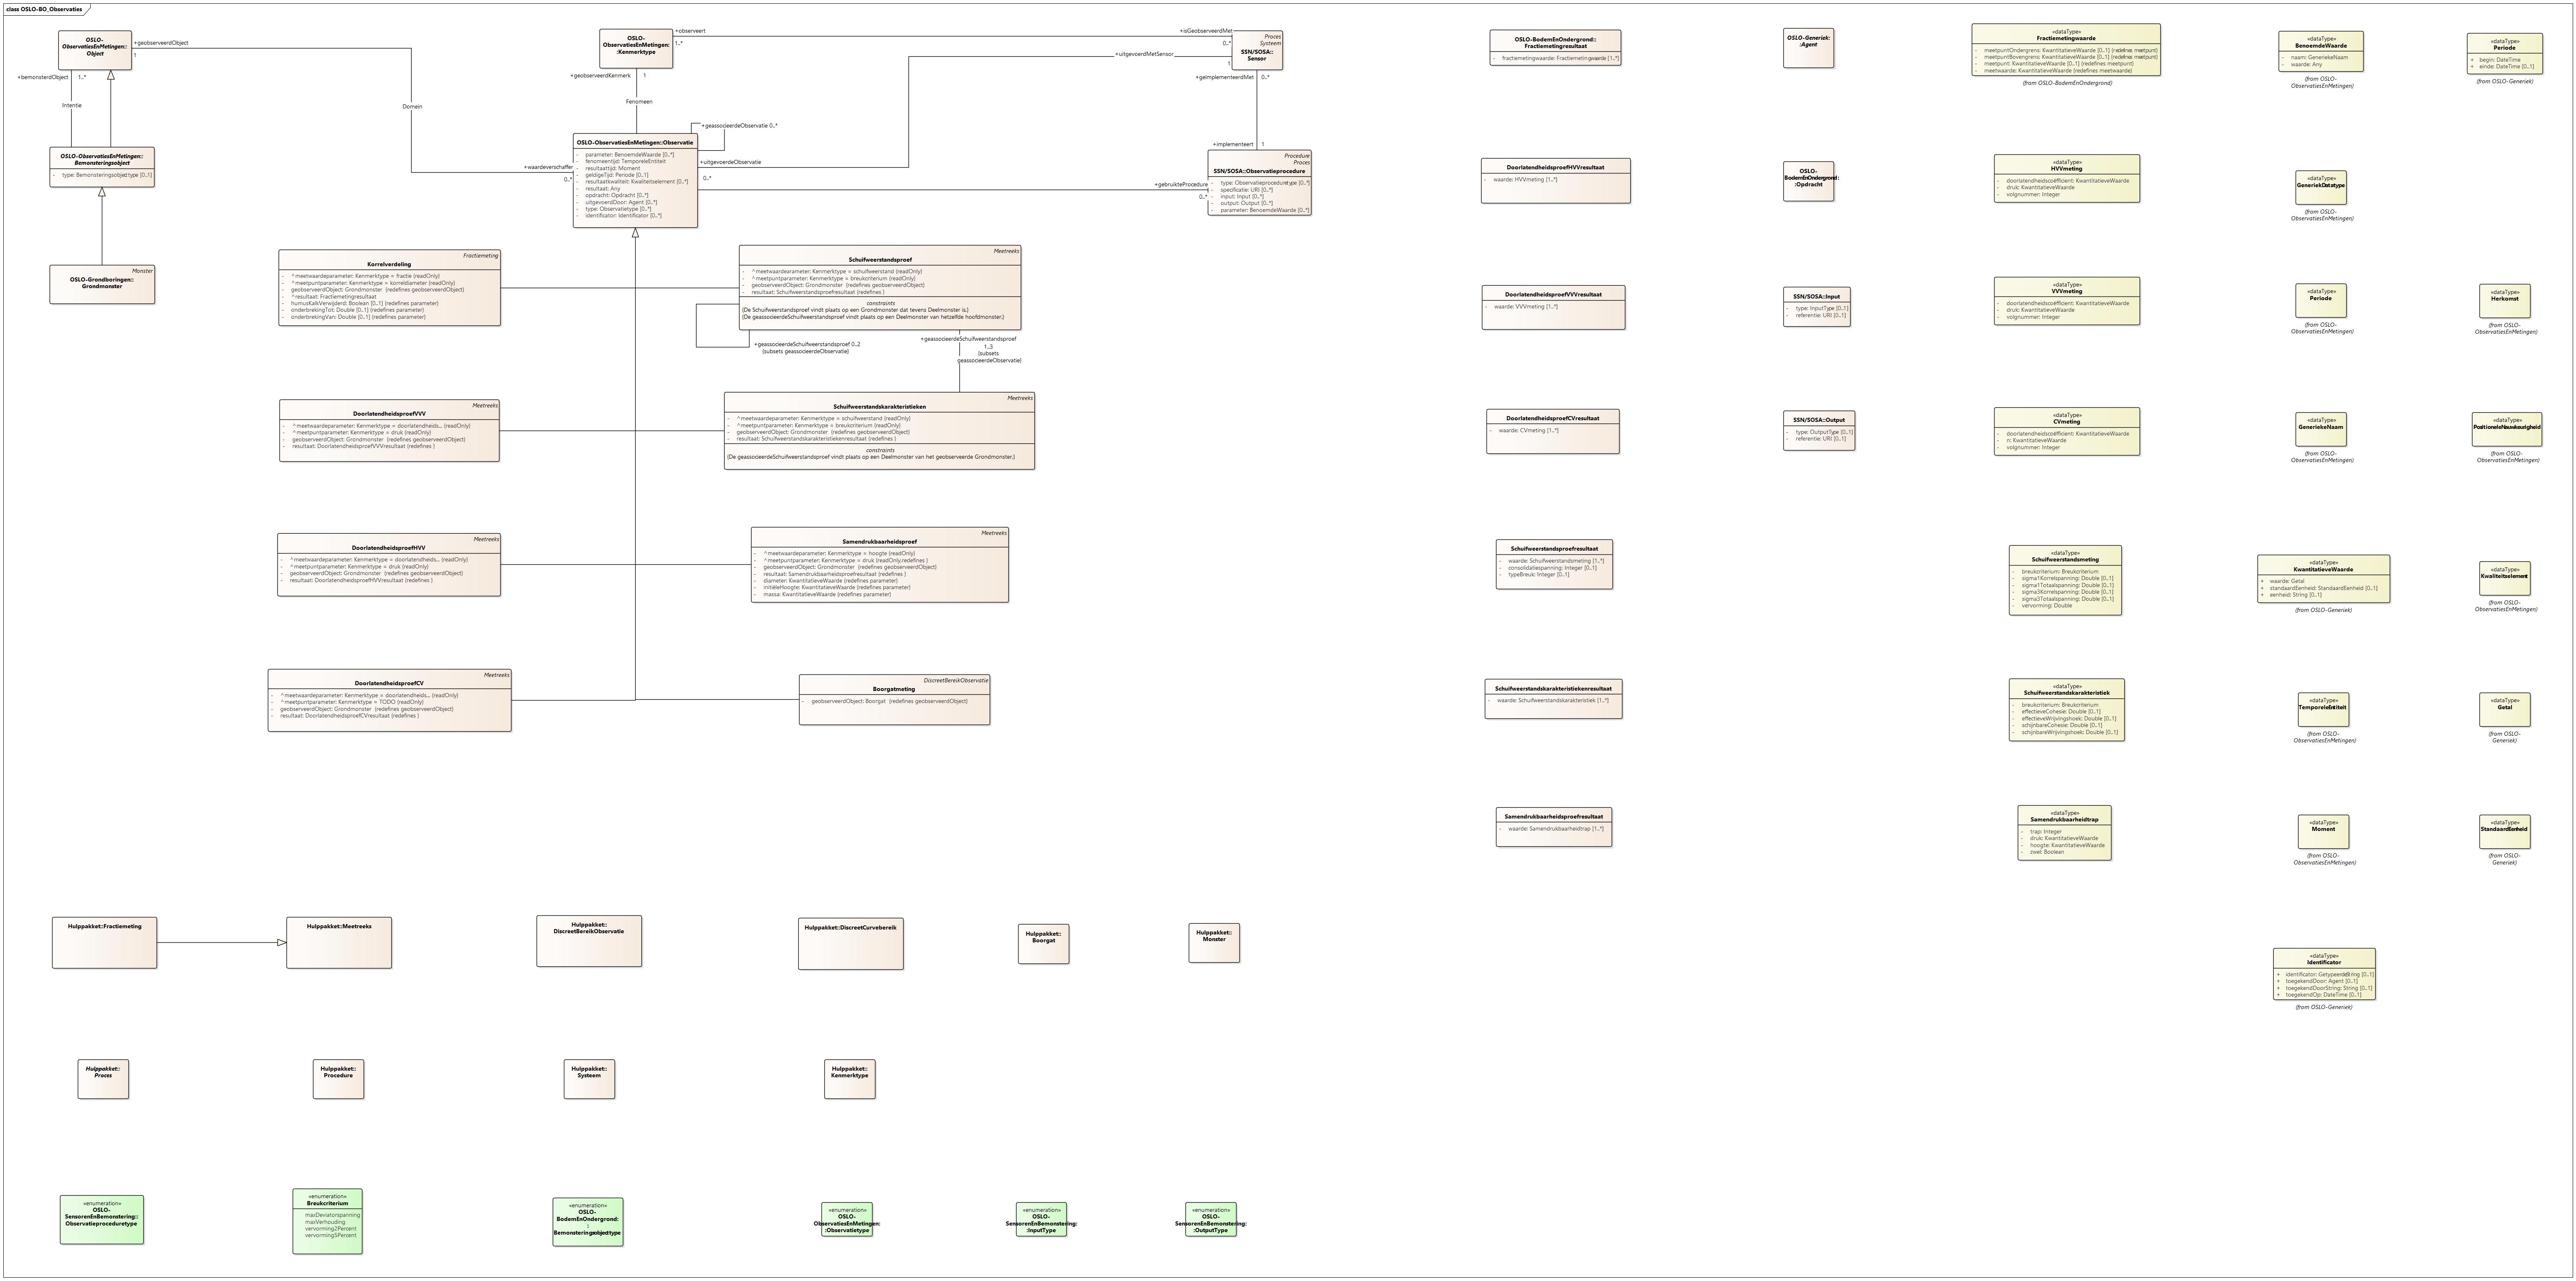 class OSLO-BO_Observaties
OSLO-
ObservatiesEnMetingen::
Object
+geobserveerdObject
1
+bemonsterdObject 1..*
Intentie
Domein
OSLO-ObservatiesEnMetingen::
Bemonsteringsobject
- type: Bemonsteringsobjecttype [0..1]
Monster
OSLO-Grondboringen::
Grondmonster
OSLO-
ObservatiesEnMetingen:
:Kenmerktype
+observeert
1..*
+isGeobserveerdMet
0..*
+geobserveerdKenmerk 1
Fenomeen
Proces
Systeem
SSN/SOSA::
Sensor
+uitgevoerdMetSensor
1
+geimplementeerdMet 0..*
+geassocieerdeObservatie 0..*
OSLO-ObservatiesEnMetingen::Observatie
- parameter: BenoemdeWaarde [0..*]
- fenomeentijd: TemporeleEntiteit
- resultaattijd: Moment
- geldigeTijd: Periode [0..1]
- resultaatkwaliteit: Kwaliteitselement [0..*]
- resultaat: Any
- opdracht: Opdracht [0..*]
- uitgevoerdDoor: Agent [0..*]
- type: Observatietype [0..*]
- identificator: Identificator [0..*]
+waardeverschaffer
0..*
+uitgevoerdeObservatie
0..*
+implementeert 1
+gebruikteProcedure
0..*
Procedure
Proces
SSN/SOSA::Observatieprocedure
- type: Observatieproceduretype [0..*]
- specificatie: URI [0..*]
- input: Input [0..*]
- output: Output [0..*]
- parameter: BenoemdeWaarde [0..*]
Fractiemeting
Korrelverdeling
- ^meetwaardeparameter: Kenmerktype = fractie {readOnly}
- ^meetpuntparameter: Kenmerktype = korreldiameter {readOnly}
- geobserveerdObject: Grondmonster {redefines geobserveerdObject}
- ^resultaat: Fractiemetingresultaat
- humusKalkVerwijderd: Boolean [0..1] {redefines parameter}
- onderbrekingTot: Double [0..1] {redefines parameter}
- onderbrekingVan: Double [0..1] {redefines parameter}
Meetreeks
Schuifweerstandsproef
- ^meetwaardearameter: Kenmerktype = schuifweerstand {readOnly}
- ^meetpuntparameter: Kenmerktype = breukcriterium {readOnly}
- geobserveerdObject: Grondmonster {redefines geobserveerdObject}
- resultaat: Schuifweerstandsproefresultaat {redefines }
constraints
{De Schuifweerstandsproef vindt plaats op een Grondmonster dat tevens Deelmonster is.}
{De geassocieerdeSchuifweerstandsproef vindt plaats op een Deelmonster van hetzelfde hoofdmonster.}
+geassocieerdeSchuifweerstandsproef 0..2
{subsets geassocieerdeObservatie}
+geassocieerdeSchuifweerstandsproef
1..3
{subsets
geassocieerdeObservatie}
Meetreeks
DoorlatendheidsproefVVV
- ^meetwaardeparameter: Kenmerktype = doorlatendheids... {readOnly}
- ^meetpuntparameter: Kenmerktype = druk {readOnly}
- geobserveerdObject: Grondmonster {redefines geobserveerdObject}
- resultaat: DoorlatendheidsproefVVVresultaat {redefines }
Meetreeks
Schuifweerstandskarakteristieken
- ^meetwaardeparameter: Kenmerktype = schuifweerstand {readOnly}
- ^meetpuntparameter: Kenmerktype = breukcriterium {readOnly}
- geobserveerdObject: Grondmonster {redefines geobserveerdObject}
- resultaat: Schuifweerstandskarakteristiekenresultaat {redefines }
constraints
{De geassocieerdeSchuifweerstandsproef vindt plaats op een Deelmonster van het geobserveerde Grondmonster.}
Meetreeks
DoorlatendheidsproefHVV
- ^meetwaardeparameter: Kenmerktype = doorlatendheids... {readOnly}
- ^meetpuntparameter: Kenmerktype = druk {readOnly}
- geobserveerdObject: Grondmonster {redefines geobserveerdObject}
- resultaat: DoorlatendheidsproefHVVresultaat {redefines }
Meetreeks
Samendrukbaarheidsproef
- ^meetwaardeparameter: Kenmerktype = hoogte {readOnly}
- ^meetpuntparameter: Kenmerktype = druk {readOnly,redefines }
- geobserveerdObject: Grondmonster {redefines geobserveerdObject}
- resultaat: Samendrukbaarheidsproefresultaat {redefines }
- diameter: KwantitatieveWaarde {redefines parameter}
- initiëleHoogte: KwantitatieveWaarde {redefines parameter}
- massa: KwantitatieveWaarde {redefines parameter}
Meetreeks
DoorlatendheidsproefCV
- ^meetwaardeparameter: Kenmerktype = doorlatendheids... {readOnly}
- ^meetpuntparameter: Kenmerktype = TODO {readOnly}
- geobserveerdObject: Grondmonster {redefines geobserveerdObject}
- resultaat: DoorlatendheidsproefCVresultaat {redefines }
DiscreetBereikObservatie
Boorgatmeting
- geobserveerdObject: Boorgat {redefines geobserveerdObject}
OSLO-BodemEnOndergrond::
Fractiemetingresultaat
- fractiemetingwaarde: Fractiemetingwaarde [1..*]
DoorlatendheidsproefHVVresultaat
- waarde: HVVmeting [1..*]
DoorlatendheidsproefVVVresultaat
- waarde: VVVmeting [1..*]
DoorlatendheidsproefCVresultaat
- waarde: CVmeting [1..*]
Schuifweerstandsproefresultaat
- waarde: Schuifweerstandsmeting [1..*]
- consolidatiespanning: Integer [0..1]
- typeBreuk: Integer [0..1]
Schuifweerstandskarakteristiekenresultaat
- waarde: Schuifweerstandskarakteristiek [1..*]
Samendrukbaarheidsproefresultaat
- waarde: Samendrukbaarheidtrap [1..*]
OSLO-Generiek:
:Agent
OSLO-
BodemEnOndergrond:
:Opdracht
SSN/SOSA::Input
- type: InputType [0..1]
- referentie: URI [0..1]
SSN/SOSA::Output
- type: OutputType [0..1]
- referentie: URI [0..1]
«dataType»
Fractiemetingwaarde
- meetpuntOndergrens: KwantitatieveWaarde [0..1] {redefines meetpunt}
- meetpuntBovengrens: KwantitatieveWaarde [0..1] {redefines meetpunt}
- meetpunt: KwantitatieveWaarde [0..1] {redefines meetpunt}
- meetwaarde: KwantitatieveWaarde {redefines meetwaarde}
(from OSLO-BodemEnOndergrond)
«dataType»
HVVmeting
- doorlatendheidscoëfficient: KwantitatieveWaarde
- druk: KwantitatieveWaarde
- volgnummer: Integer
«dataType»
VVVmeting
- doorlatendheidscoëfficient: KwantitatieveWaarde
- druk: KwantitatieveWaarde
- volgnummer: Integer
«dataType»
CVmeting
- doorlatendheidscoëfficient: KwantitatieveWaarde
- n: KwantitatieveWaarde
- volgnummer: Integer
«dataType»
Schuifweerstandsmeting
- breukcriterium: Breukcriterium
- sigma1Korrelspanning: Double [0..1]
- sigma1Totaalspanning: Double [0..1]
- sigma3Korrelspanning: Double [0..1]
- sigma3Totaalspanning: Double [0..1]
- vervorming: Double
«dataType»
Schuifweerstandskarakteristiek
- breukcriterium: Breukcriterium
- effectieveCohesie: Double [0..1]
- effectieveWrijvingshoek: Double [0..1]
- schijnbareCohesie: Double [0..1]
- schijnbareWrijvingshoek: Double [0..1]
«dataType»
Samendrukbaarheidtrap
- trap: Integer
- druk: KwantitatieveWaarde
- hoogte: KwantitatieveWaarde
- zwel: Boolean
«dataType»
BenoemdeWaarde
- naam: GeneriekeNaam
- waarde: Any
(from OSLO-
ObservatiesEnMetingen)
«dataType»
GeneriekDatatype
(from OSLO-
ObservatiesEnMetingen)
«dataType»
Periode
(from OSLO-
ObservatiesEnMetingen)
«dataType»
GeneriekeNaam
(from OSLO-
ObservatiesEnMetingen)
«dataType»
KwantitatieveWaarde
+ waarde: Getal
+ standaardEenheid: StandaardEenheid [0..1]
+ eenheid: String [0..1]
(from OSLO-Generiek)
«dataType»
TemporeleEntiteit
(from OSLO-
ObservatiesEnMetingen)
«dataType»
Moment
(from OSLO-
ObservatiesEnMetingen)
«dataType»
Identificator
+ identificator: GetypeerdeString [0..1]
+ toegekendDoor: Agent [0..1]
+ toegekendDoorString: String [0..1]
+ toegekendOp: DateTime [0..1]
(from OSLO-Generiek)
«dataType»
Periode
+ begin: DateTime
+ einde: DateTime [0..1]
(from OSLO-Generiek)
«dataType»
Herkomst
(from OSLO-
ObservatiesEnMetingen)
«dataType»
PositioneleNauwkeurigheid
(from OSLO-
ObservatiesEnMetingen)
«dataType»
Kwaliteitselement
(from OSLO-
ObservatiesEnMetingen)
«dataType»
Getal
(from OSLO-
Generiek)
«dataType»
StandaardEenheid
(from OSLO-
Generiek)
Hulppakket::Fractiemeting
Hulppakket::Meetreeks
Hulppakket::
DiscreetBereikObservatie
Hulppakket::DiscreetCurvebereik
Hulppakket::
Boorgat
Hulppakket::
Monster
Hulppakket::
Proces
Hulppakket::
Procedure
Hulppakket::
Systeem
Hulppakket::
Kenmerktype
«enumeration»
OSLO-
SensorenEnBemonstering::
Observatieproceduretype
«enumeration»
Breukcriterium
maxDeviatorspanning
maxVerhouding
vervorming2Percent
vervorming5Percent
«enumeration»
OSLO-
BodemEnOndergrond:
:
Bemonsteringsobjecttype
«enumeration»
OSLO-
ObservatiesEnMetingen:
:Observatietype
«enumeration»
OSLO-
SensorenEnBemonstering:
:InputType
«enumeration»
OSLO-
SensorenEnBemonstering:
:OutputType